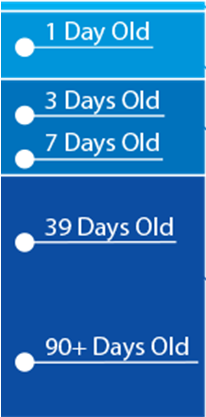 1 Day Old
3 Days Old
7 Days Old
39 Days Old
90+ Days Old